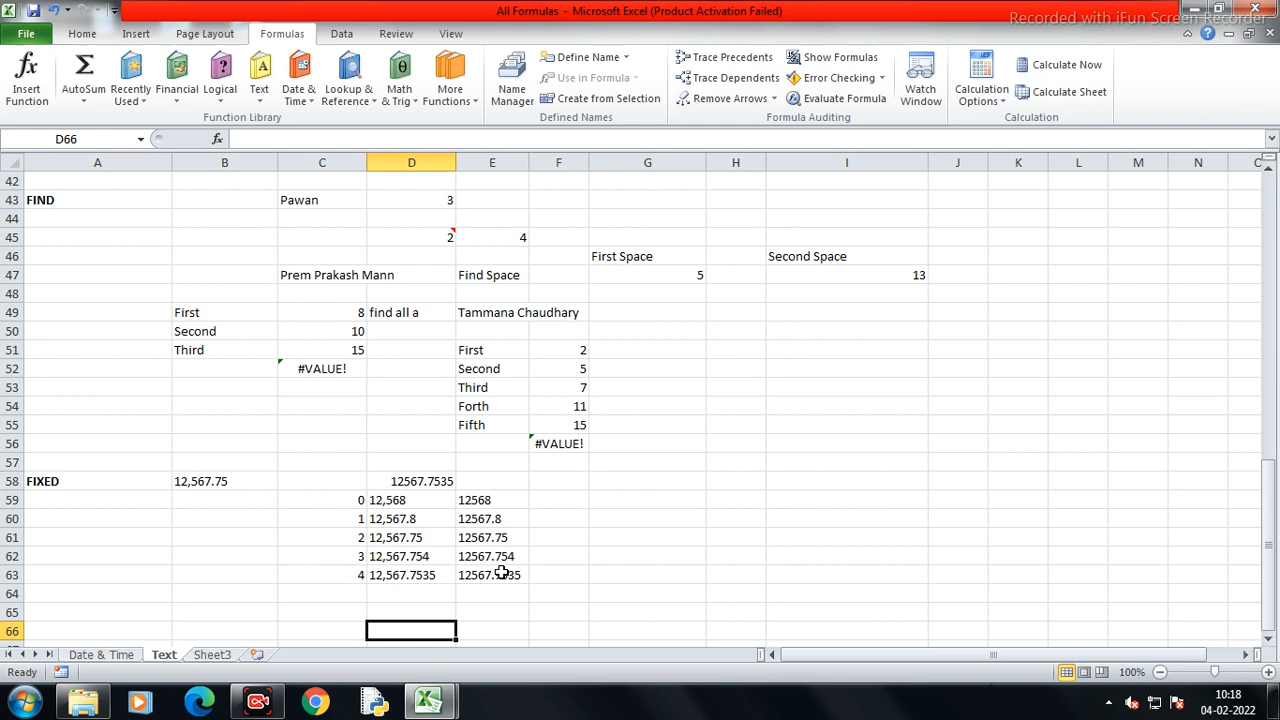 All Formulas - Microsoft Excel (Product Activation Failed)
Recorded with iFun Screen Recorder
File Home Insert Page Layout Formulas Data Review View
Insert Function
AutoSum
Recently Used
Financial
Logical
Text
Date & Time
Lookup & Reference
Math & Trig
More Functions
Function Library
Name Manager
Define Name
Use in Formula
Create from Selection
Defined Names
Trace Precedents
Trace Dependents
Remove Arrows
Show Formulas
Error Checking
Evaluate Formula
Formula Auditing
Watch Window
Calculation Options
Calculate Now
Calculate Sheet
Calculation
D66 fx
A B C D E F G H I J K L M N
42
43 FIND Pawan 3
44
45 2 4
46 First Space Second Space
47 Prem Prakash Mann Find Space 5 13
48
49 First 8 find all a Tammana Chaudhary
50 Second 10
51 Third 15 First 2
52 #VALUE! Second 5
53 Third 7
54 Forth 11
55 Fifth 15
56 #VALUE!
57
58 FIXED 12,567.75 12567.7535
59 0 12,568 12568
60 1 12,567.8 12567.8
61 2 12,567.75 12567.75
62 3 12,567.754 12567.754
63 4 12,567.7535 12567.7535
64
65
66
Date & Time Text Sheet3
Ready 100%
10:18
04-02-2022